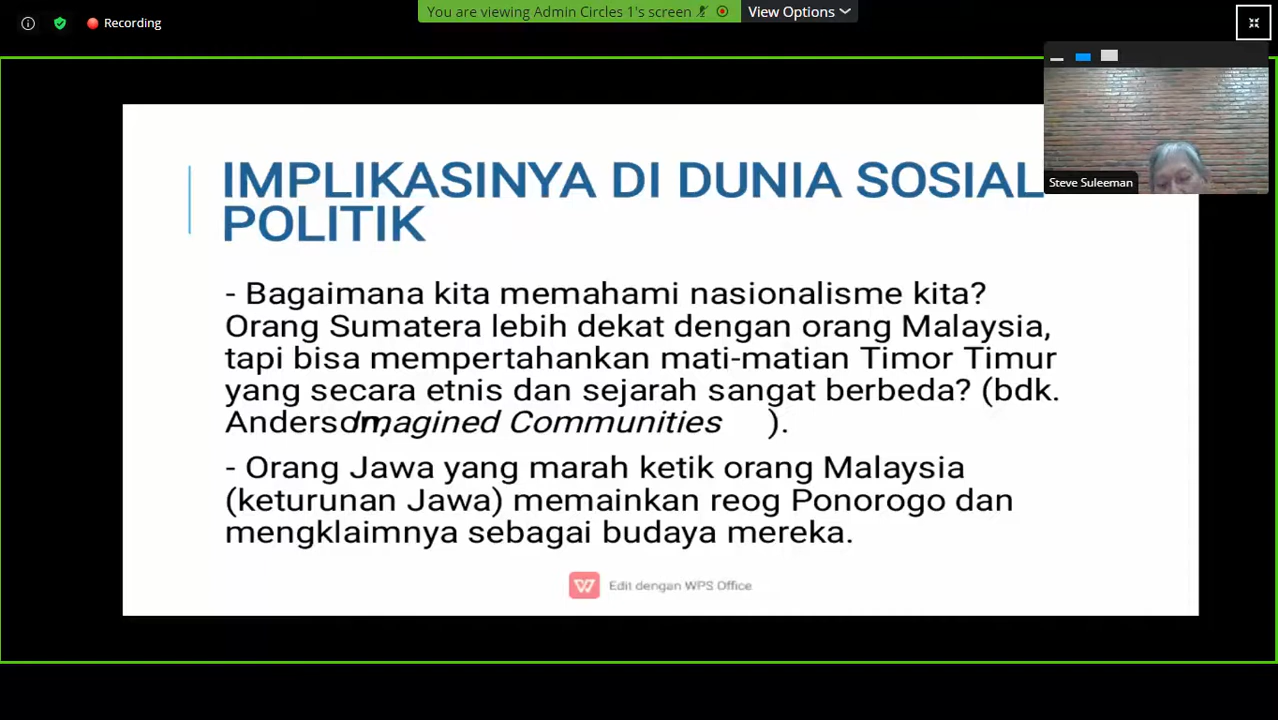 Recording
You are viewing Admin Circles 1's screen
View Options
Steve Suleeman
IMPLIKASINYA DI DUNIA SOSIAL
POLITIK
- Bagaimana kita memahami nasionalisme kita?
Orang Sumatera lebih dekat dengan orang Malaysia,
tapi bisa mempertahankan mati-matian Timor Timur
yang secara etnis dan sejarah sangat berbeda? (bdk.
Anderson, Imagined Communities ).
- Orang Jawa yang marah ketik orang Malaysia
(keturunan Jawa) memainkan reog Ponorogo dan
mengklaimnya sebagai budaya mereka.
Edit dengan WPS Office